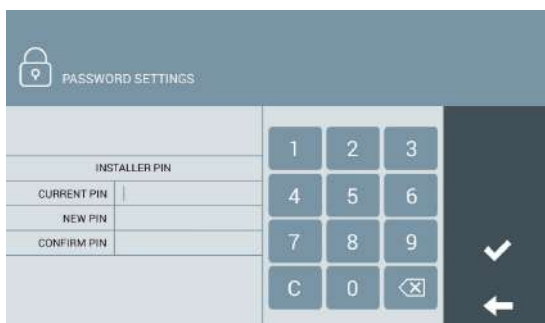 PASSWORD SETTINGS
INSTALLER PIN
CURRENT PIN
NEW PIN
CONFIRM PIN
1 2 3
4 5 6
7 8 9
C 0